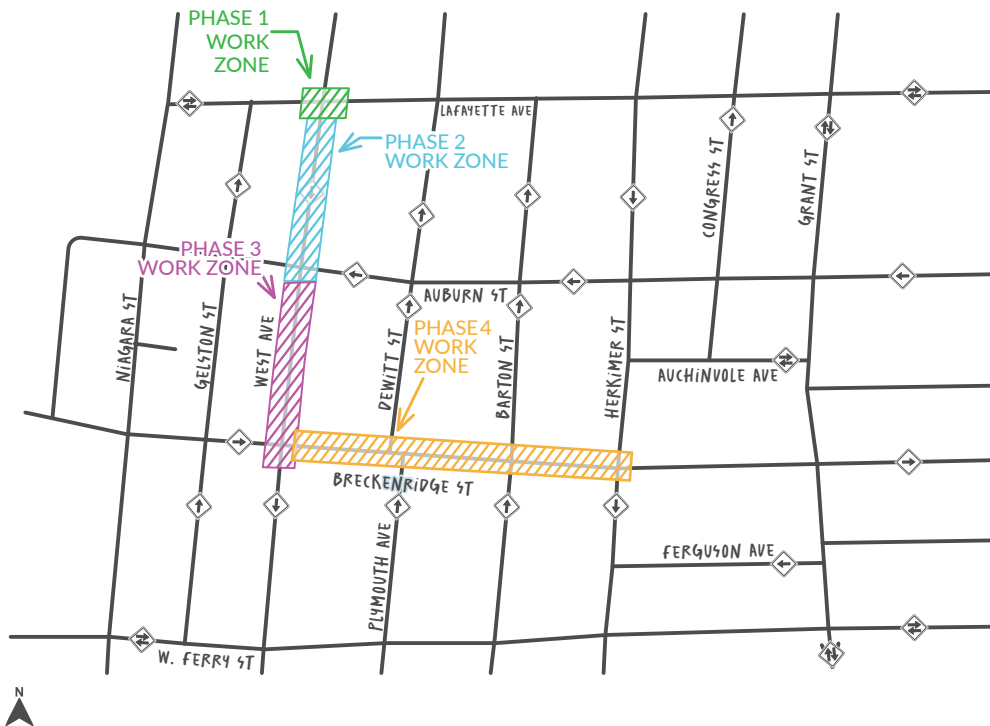 PHASE 1
WORK
ZONE
LAFAYETTE AVE
PHASE 2
WORK ZONE
CONGRESS ST
GRANT ST
PHASE 3
WORK ZONE
AUBURN ST
NIAGARA ST
GELSTON ST
WEST AVE
DEWITT ST
PHASE 4
WORK
ZONE
BARTON ST
HERKIMER ST
AUCHINVOLE AVE
BRECKENRIDGE ST
PLYMOUTH AVE
FERGUSON AVE
W. FERRY ST
N